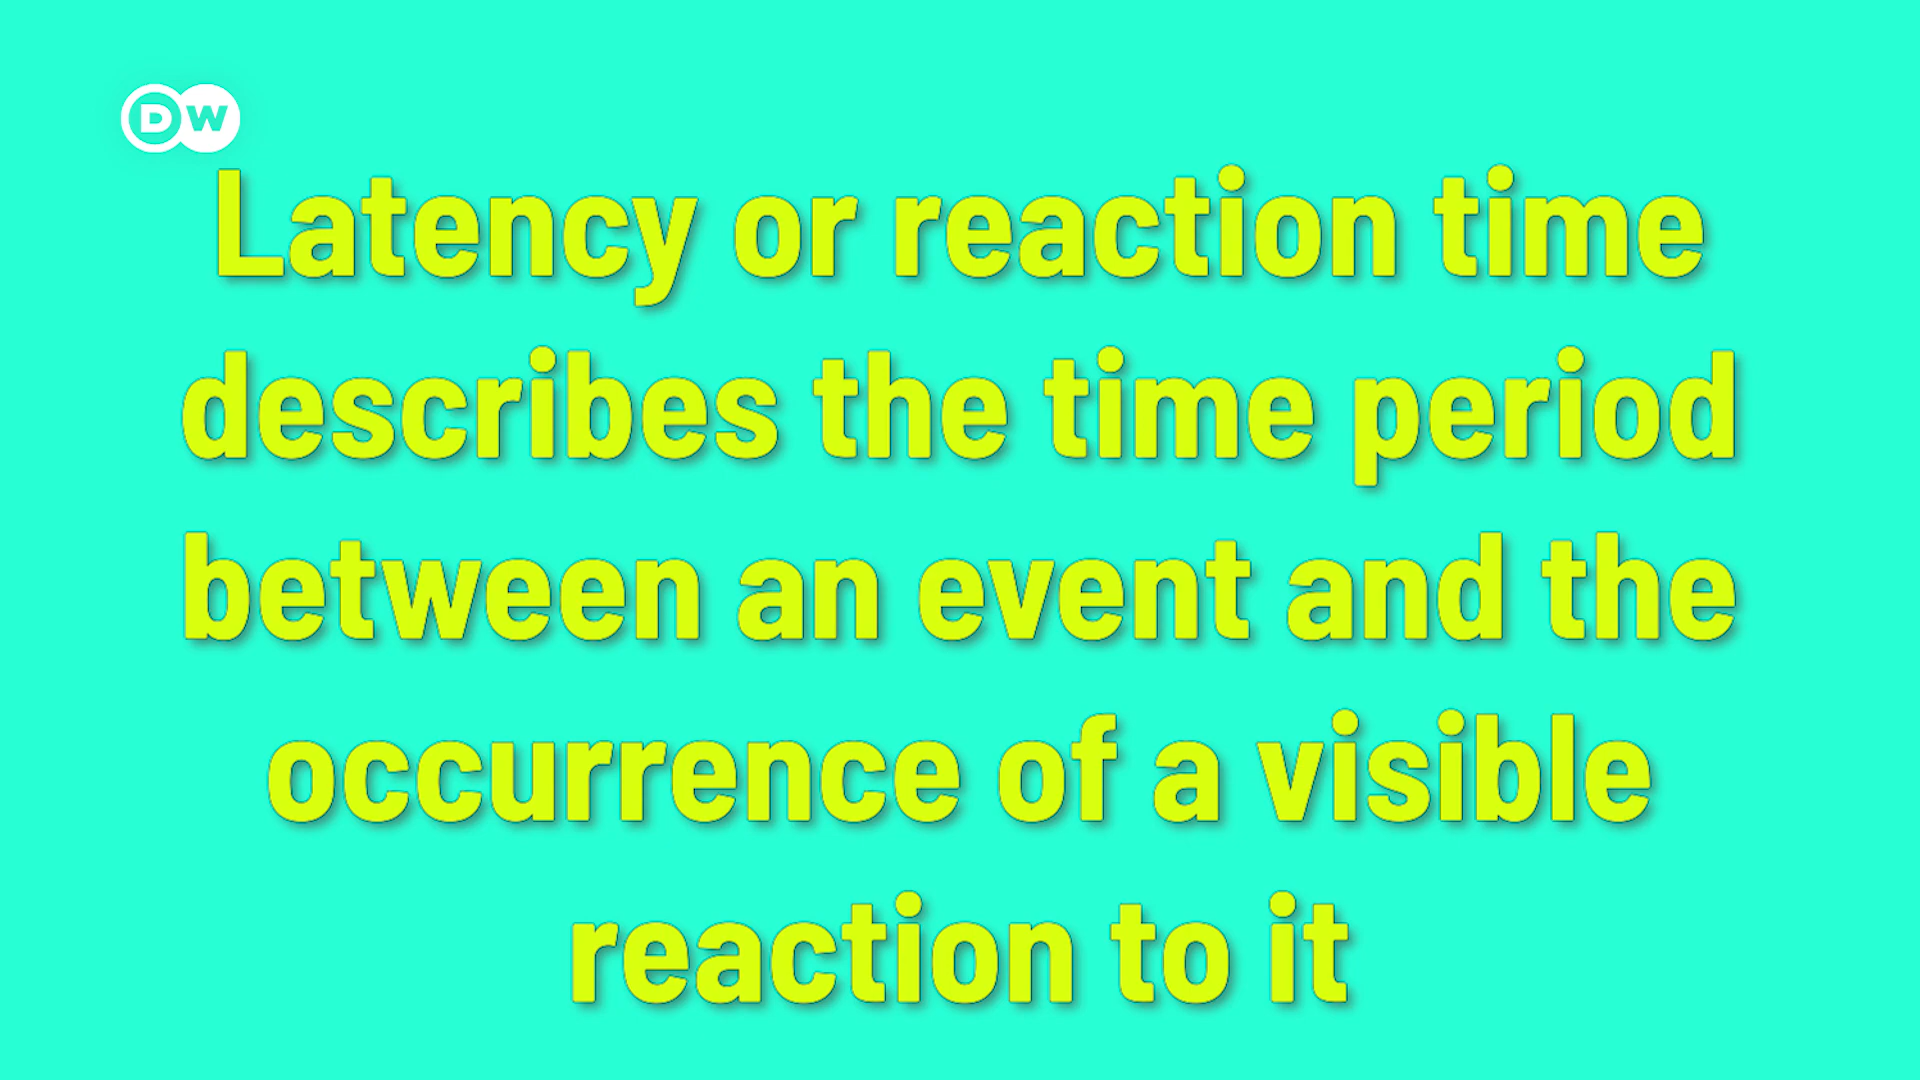 DW
Latency or reaction time
describes the time period
between an event and the
occurrence of a visible
reaction to it